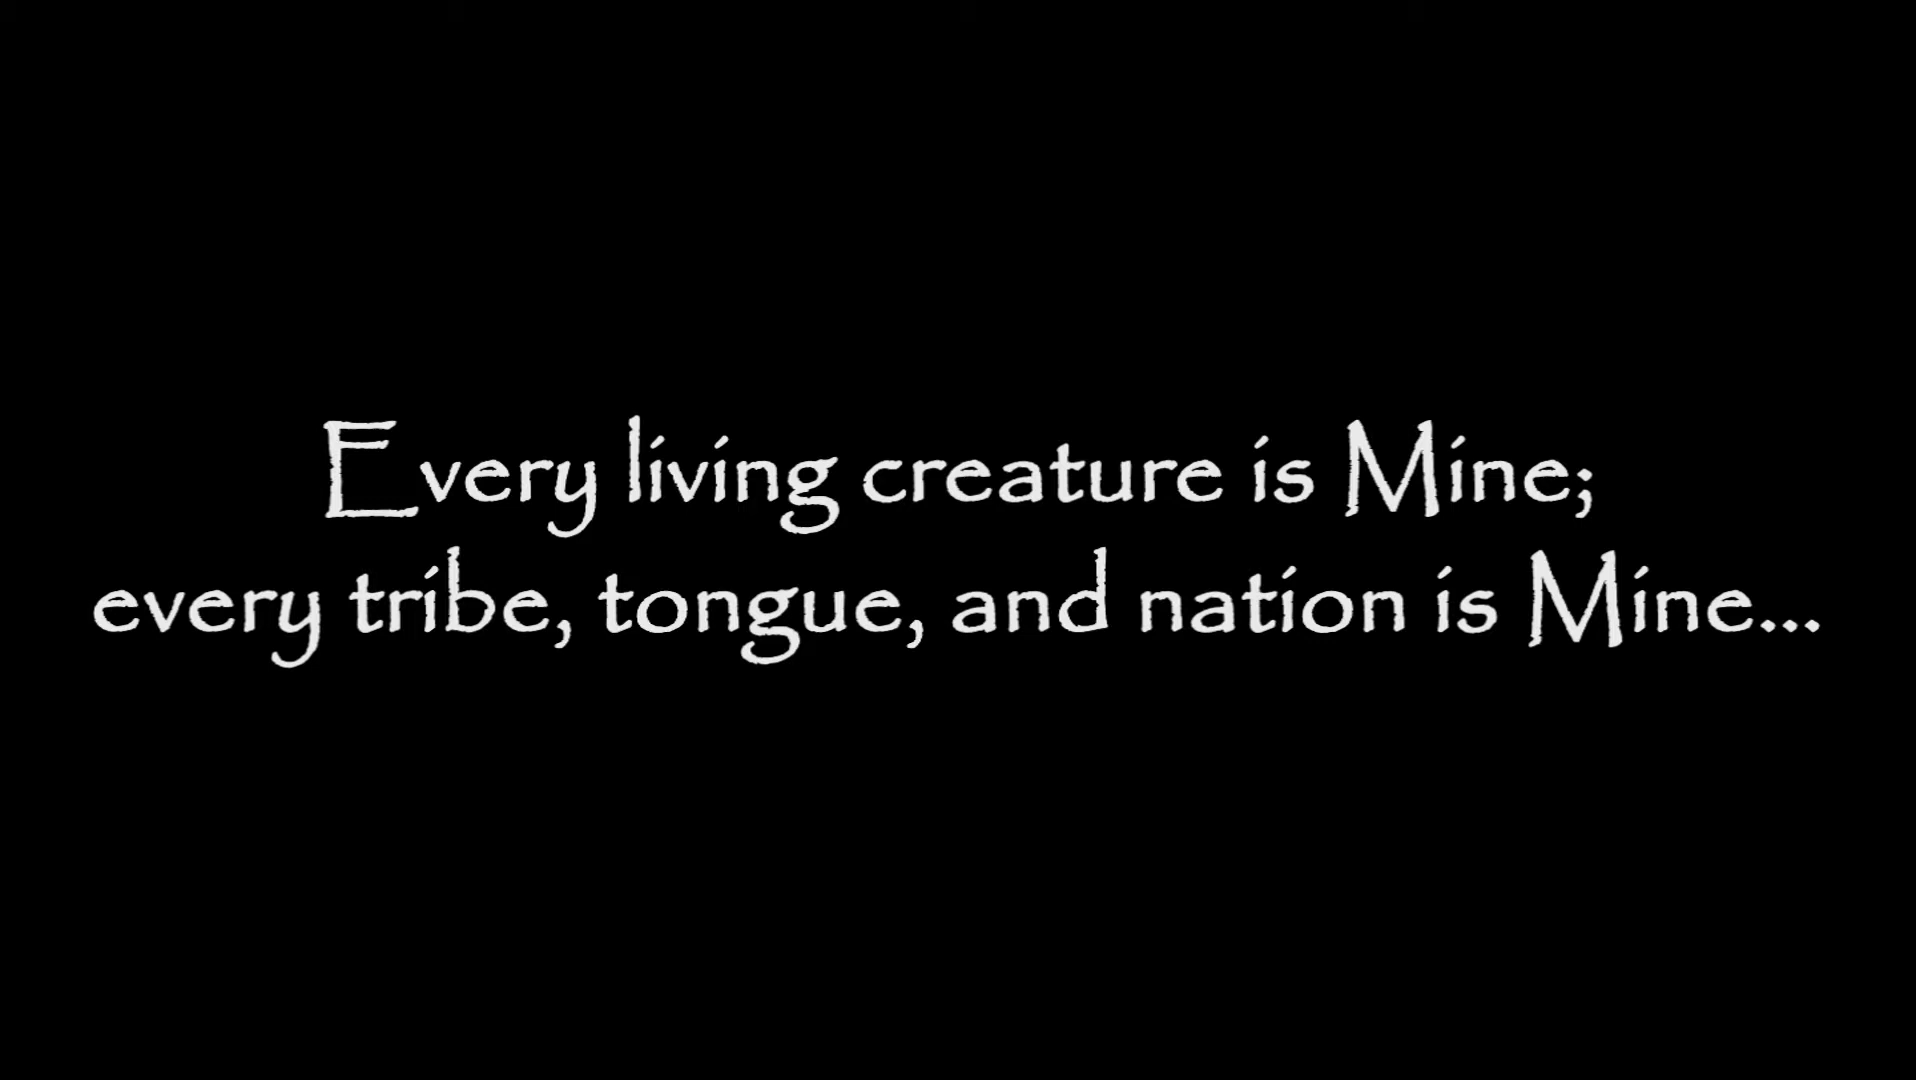 Every living creature is Mine;
every tribe, tongue, and nation is Mine...